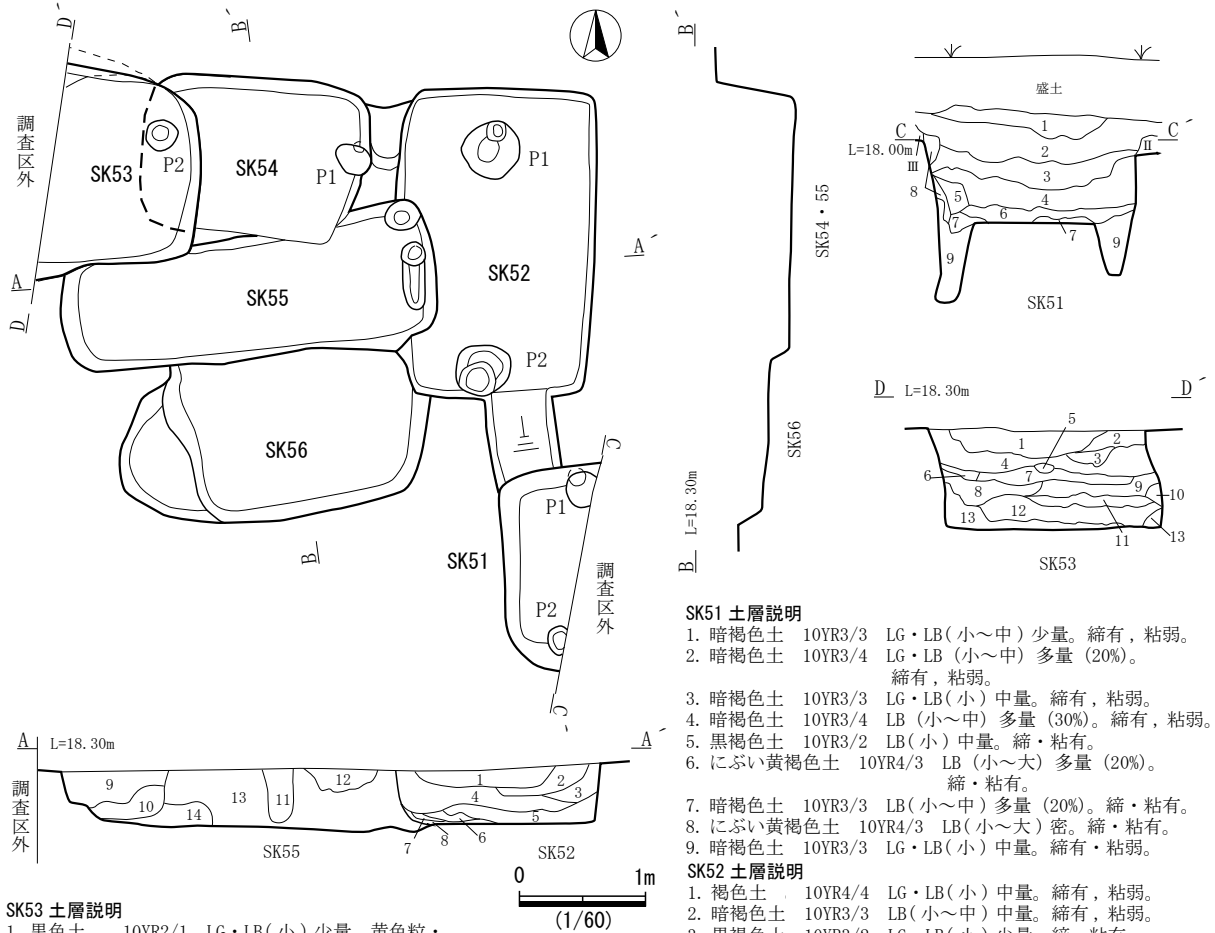 D´
B´
調査区外
SK53
P2
SK54
P1
P1
SK52
A´
A
D
SK55
P2
SK56
B
P1
SK51
P2
調査区外
C
C´
B´
SK54・55
SK56
L=18.30m
B
盛土
C
C´
L=18.00m
1
2
3
4
5
6
7
7
8
9
9
II
III
SK51
D
L=18.30m
D´
1
2
3
4
5
6
7
8
9
10
11
12
13
13
SK53
A
L=18.30m
A´
調査区外
9
10
14
13
11
12
1
2
3
4
5
6
7
8
SK55
SK52
0
1m
(1/60)
SK51 土層説明
1. 暗褐色土 10YR3/3 LG・LB(小～中)少量。締有,粘弱。
2. 暗褐色土 10YR3/4 LG・LB (小～中) 多量 (20%)。
締有,粘弱。
3. 暗褐色土 10YR3/3 LG・LB(小)中量。締有,粘弱。
4. 暗褐色土 10YR3/4 LB (小～中) 多量 (30%)。締有,粘弱。
5. 黒褐色土 10YR3/2 LB(小)中量。締・粘有。
6. にぶい黄褐色土 10YR4/3 LB (小～大) 多量 (20%)。
締・粘有。
7. 暗褐色土 10YR3/3 LB(小～中)多量 (20%)。締・粘有。
8. にぶい黄褐色土 10YR4/3 LB(小～大)密。締・粘有。
9. 暗褐色土 10YR3/3 LG・LB(小)中量。締有・粘弱。
SK52 土層説明
1. 褐色土 10YR4/4 LG・LB(小)中量。締有,粘弱。
2. 暗褐色土 10YR3/3 LB(小～中)中量。締有,粘弱。
SK53 土層説明
1. 黒色土 10YR2/1 LG・LB(小)少量、黄色粒・